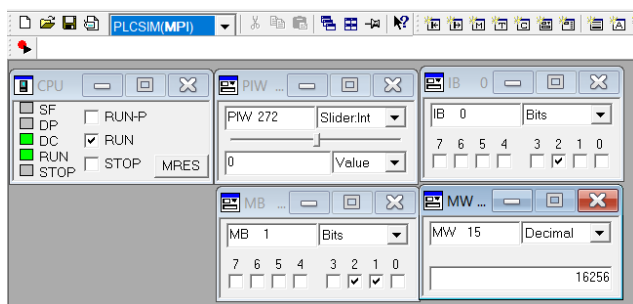 PLCSIM(MPI)
CPU
SF
DP
DC
RUN
STOP
RUN-P
RUN
STOP
MRES
PIW ...
PIW 272
Slider:Int
0
Value
IB 0
IB 0
Bits
7 6 5 4 3 2 1 0
MB ...
MB 1
Bits
7 6 5 4 3 2 1 0
MW ...
MW 15
Decimal
16256